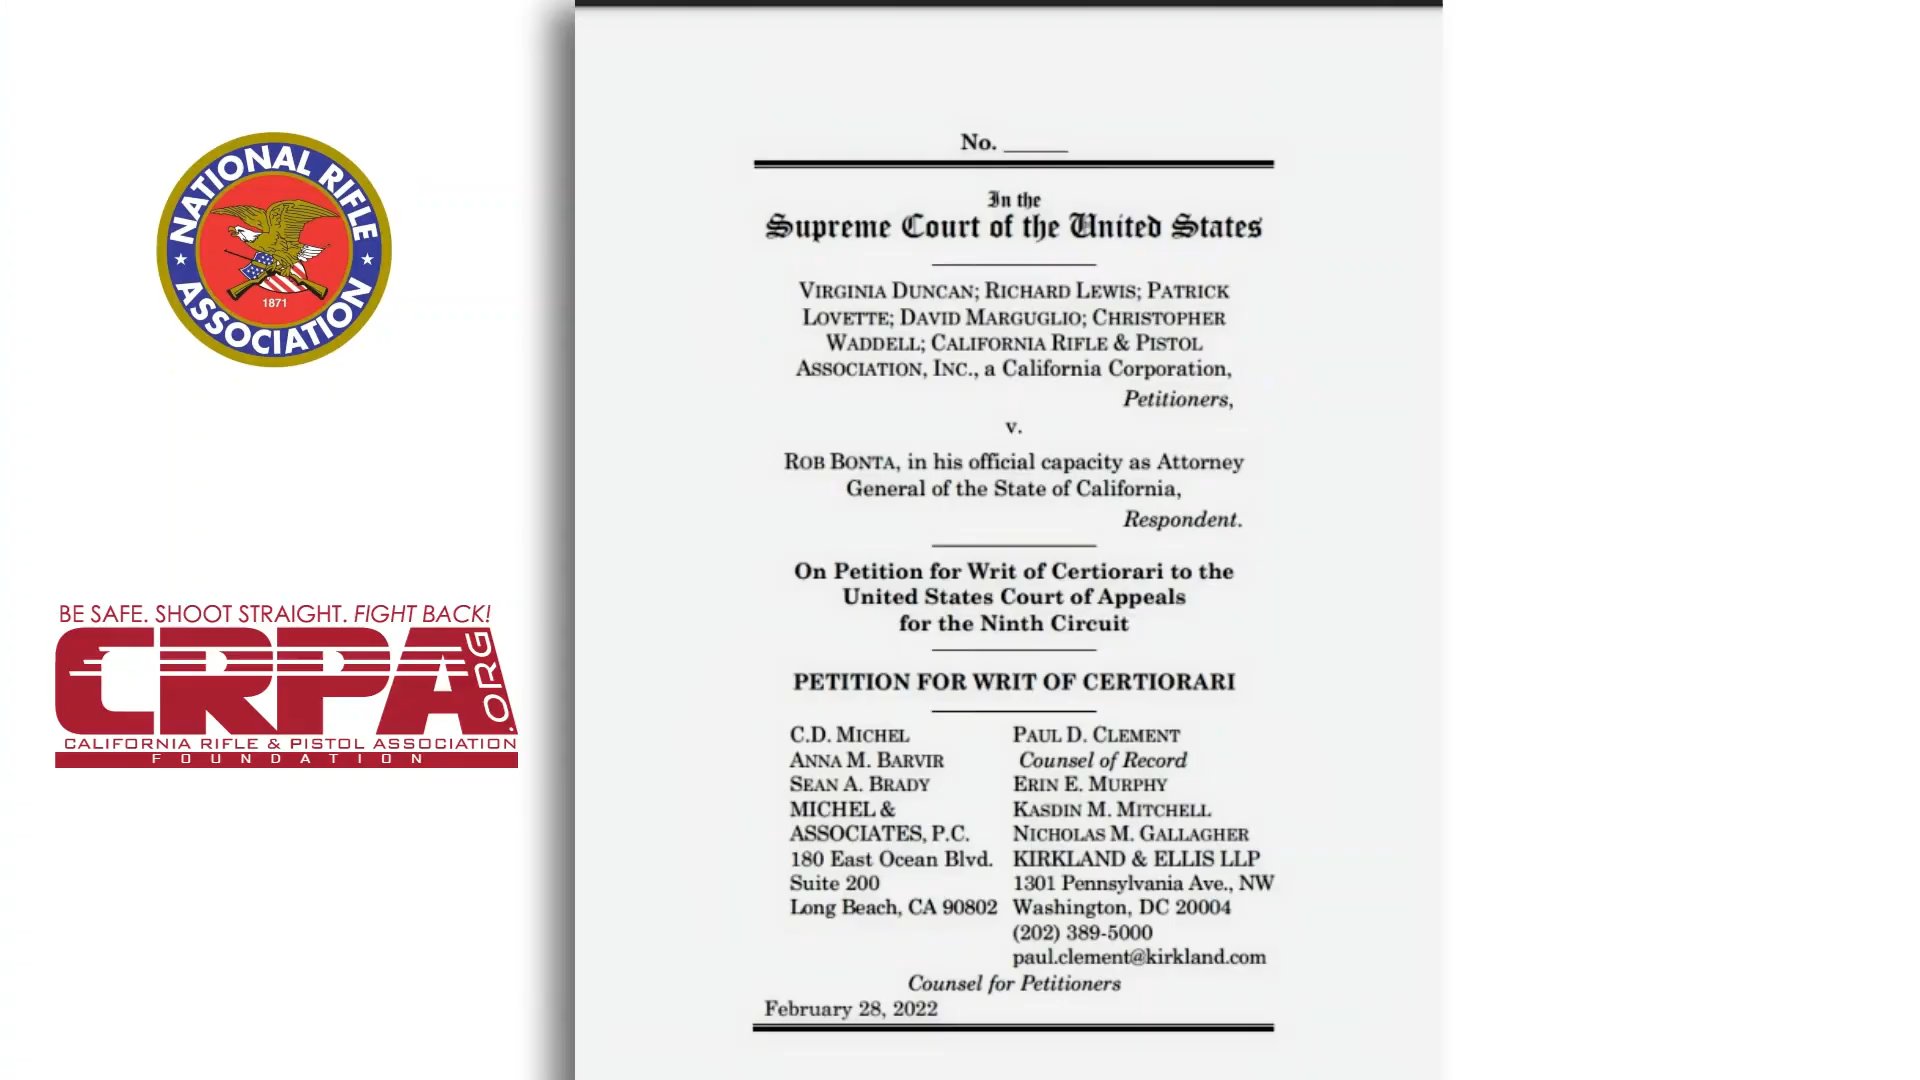 NATIONAL RIFLE
ASSOCIATION
1871
BE SAFE. SHOOT STRAIGHT. FIGHT BACK!
CRPA.ORG
CALIFORNIA RIFLE & PISTOL ASSOCIATION
FOUNDATION
No. ______
In the
Supreme Court of the United States
VIRGINIA DUNCAN; RICHARD LEWIS; PATRICK
LOVETTE; DAVID MARGUGLIO; CHRISTOPHER
WADDELL; CALIFORNIA RIFLE & PISTOL
ASSOCIATION, INC., a California Corporation,
Petitioners,
v.
ROB BONTA, in his official capacity as Attorney
General of the State of California,
Respondent.
On Petition for Writ of Certiorari to the
United States Court of Appeals
for the Ninth Circuit
PETITION FOR WRIT OF CERTIORARI
C.D. MICHEL
ANNA M. BARVIR
SEAN A. BRADY
MICHEL &
ASSOCIATES, P.C.
180 East Ocean Blvd.
Suite 200
Long Beach, CA 90802
PAUL D. CLEMENT
Counsel of Record
ERIN E. MURPHY
KASDIN M. MITCHELL
NICHOLAS M. GALLAGHER
KIRKLAND & ELLIS LLP
1301 Pennsylvania Ave., NW
Washington, DC 20004
(202) 389-5000
paul.clement@kirkland.com
Counsel for Petitioners
February 28, 2022